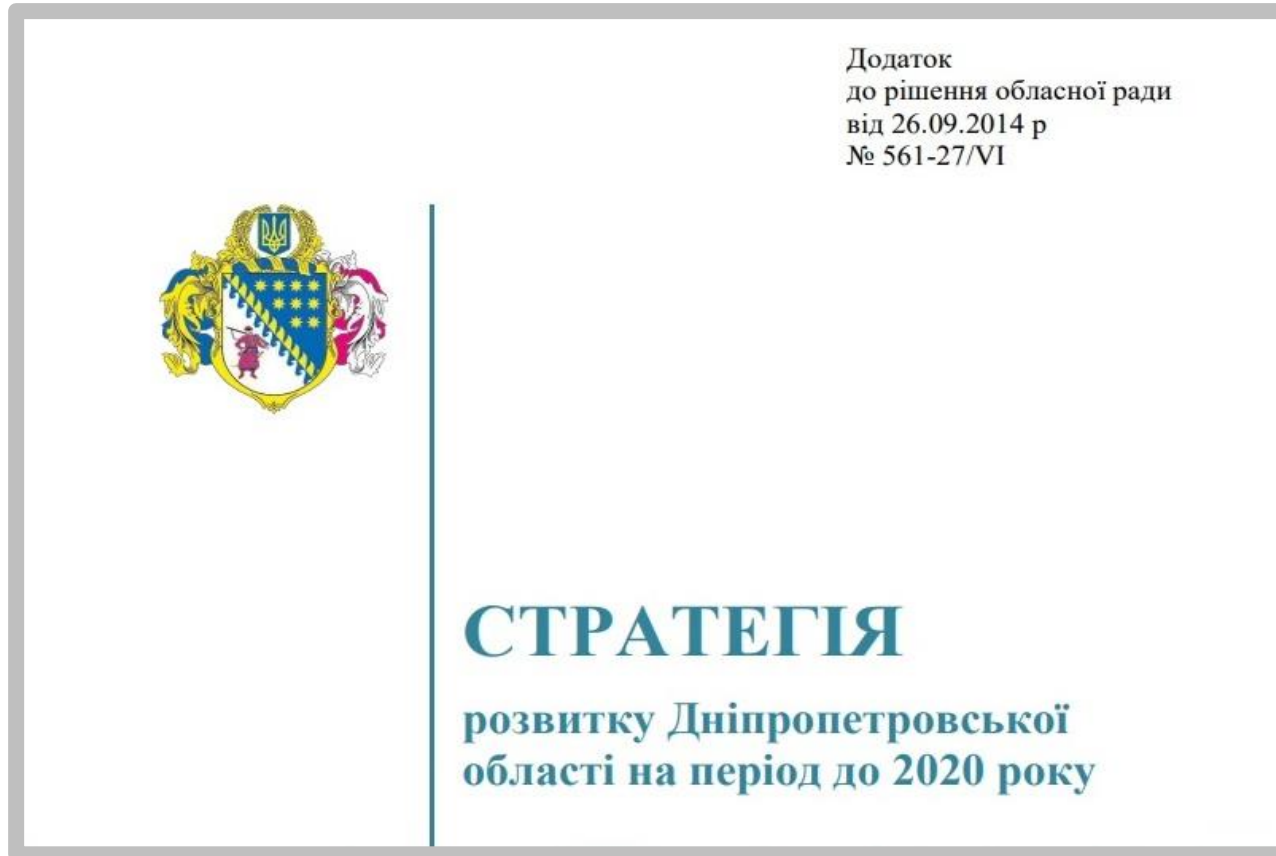 Додаток
до рішення обласної ради
від 26.09.2014 р
№ 561-27/VI
СТРАТЕГІЯ
розвитку Дніпропетровської
області на період до 2020 року